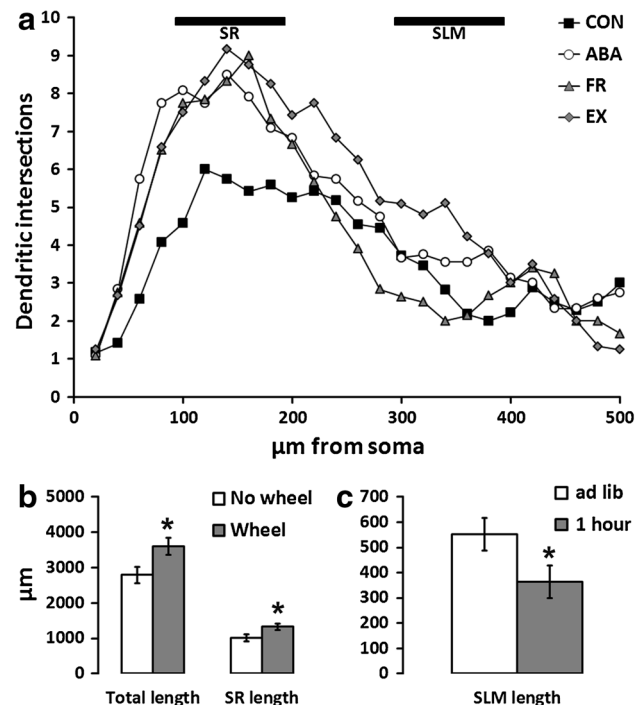 a
10
9
8
7
6
5
4
3
2
1
0
Dendritic intersections
SR
SLM
CON
ABA
FR
EX
0 100 200 300 400 500
µm from soma
b
5000
4000
3000
2000
1000
0
µm
No wheel
Wheel
*
*
Total length SR length
c
700
600
500
400
300
200
100
0
ad lib
1 hour
*
SLM length